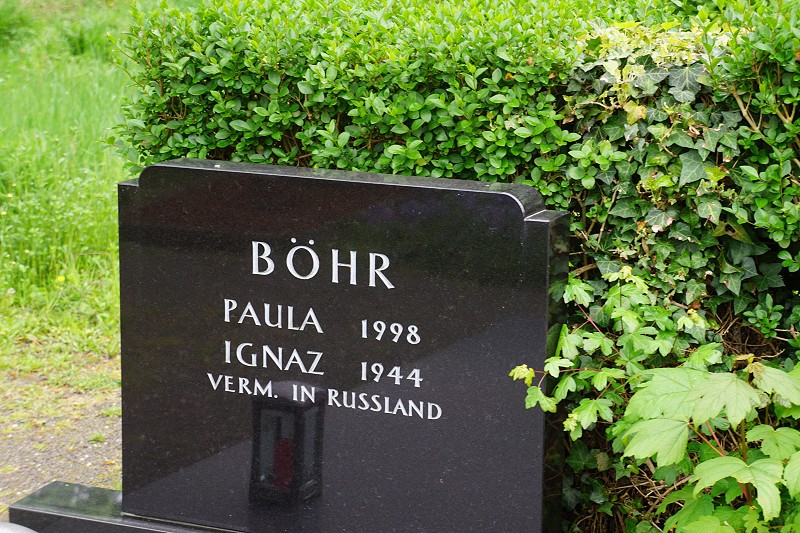 BÖHR
PAULA 1998
IGNAZ 1944
VERM. IN RUSSLAND